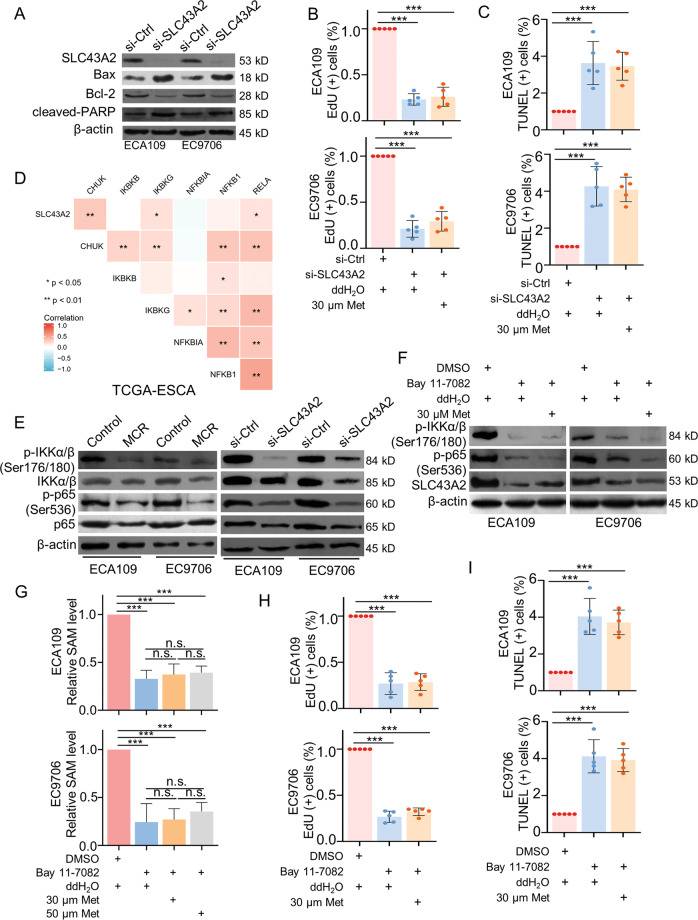 A
si-Ctrl
si-SLC43A2
si-Ctrl
si-SLC43A2
SLC43A2 53 kD
Bax 18 kD
Bcl-2 28 kD
cleaved-PARP 85 kD
β-actin 45 kD
ECA109 EC9706
B
ECA109
EdU (+) cells (%)
***
***
1.0
0.5
0.0
EC9706
EdU (+) cells (%)
***
***
1.0
0.5
0.0
si-Ctrl + 
si-SLC43A2 + +
ddH2O + +
30 μm Met +
C
ECA109
TUNEL (+) cells (%)
***
***
6
4
2
0
EC9706
TUNEL (+) cells (%)
***
***
6
4
2
0
si-Ctrl +
si-SLC43A2 + +
ddH2O + +
30 μm Met +
D
CHUK IKBKB IKBKG NFKBIA NFKB1 RELA
SLC43A2 ** * *
CHUK ** ** ** **
IKBKB *
IKBKG * ** **
NFKBIA ** **
NFKB1 **
* p < 0.05
** p < 0.01
Correlation
1.0
0.5
0.0
−0.5
−1.0
TCGA-ESCA
E
Control
MCR
Control
MCR
si-Ctrl
si-SLC43A2
si-Ctrl
si-SLC43A2
p-IKKα/β
(Ser176/180) 84 kD
IKKα/β 85 kD
p-p65
(Ser536) 60 kD
p65 65 kD
β-actin 45 kD
ECA109 EC9706 ECA109 EC9706
F
DMSO + +
Bay 11-7082 + + + +
ddH2O + + + +
30 μm Met + +
p-IKKα/β
(Ser176/180) 84 kD
p-p65
(Ser536) 60 kD
SLC43A2 53 kD
β-actin 45 kD
ECA109 EC9706
G
ECA109
Relative SAM level
***
***
***
n.s.
n.s. n.s.
1.0
0.5
0.0
EC9706
Relative SAM level
***
***
***
n.s.
n.s. n.s.
1.0
0.5
0.0
DMSO +
Bay 11-7082 + + +
ddH2O + +
30 μm Met +
50 μm Met +
H
ECA109
EdU (+) cells (%)
***
***
1.0
0.5
0.0
EC9706
EdU (+) cells (%)
***
***
1.0
0.5
0.0
DMSO +
Bay 11-7082 + +
ddH2O + +
30 μm Met +
I
ECA109
TUNEL (+) cells (%)
***
***
6
4
2
0
EC9706
TUNEL (+) cells (%)
***
***
6
4
2
0
DMSO +
Bay 11-7082 + +
ddH2O + +
30 μm Met +